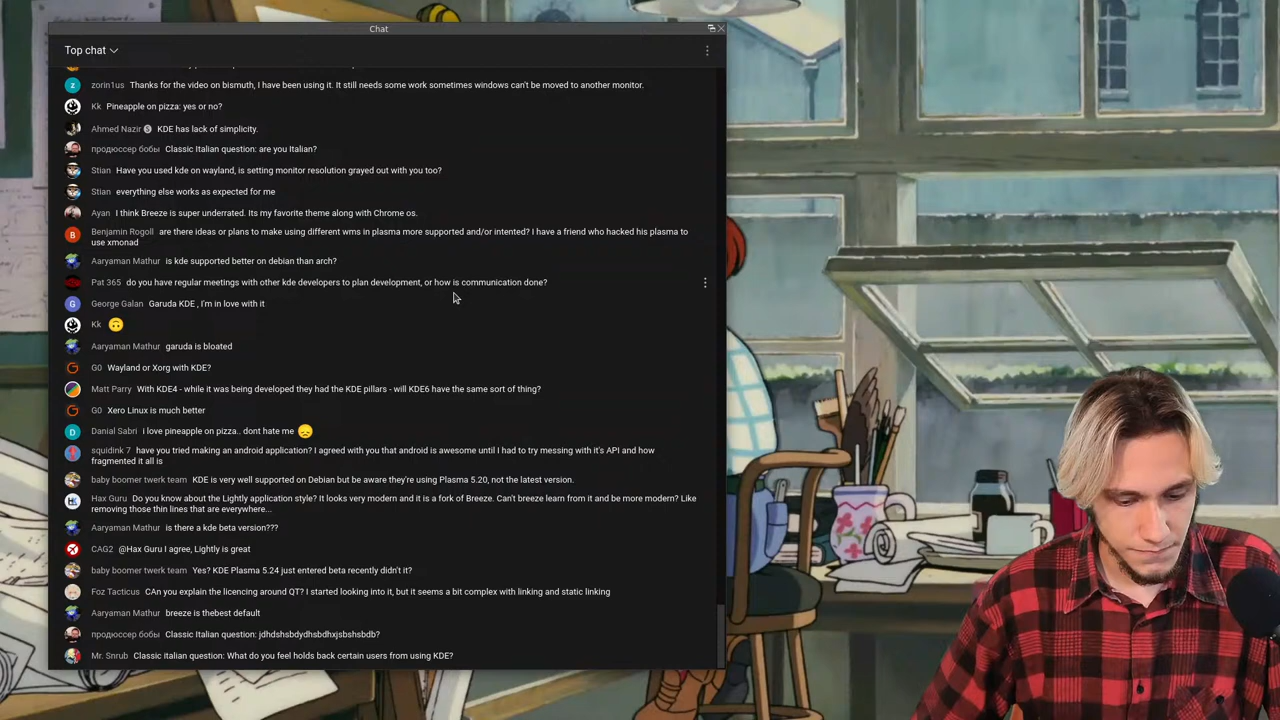 Chat
Top chat
zorin1us Thanks for the video on bismuth, I have been using it. It still needs some work sometimes windows can't be moved to another monitor.
Kk Pineapple on pizza: yes or no?
Ahmed Nazir KDE has lack of simplicity.
продюссер бобы Classic Italian question: are you Italian?
Stian Have you used kde on wayland, is setting monitor resolution grayed out with you too?
Stian everything else works as expected for me
Ayan I think Breeze is super underrated. Its my favorite theme along with Chrome os.
Benjamin Rogoll are there ideas or plans to make using different wms in plasma more supported and/or intented? I have a friend who hacked his plasma to
use xmonad
Aaryaman Mathur is kde supported better on debian than arch?
Pat 365 do you have regular meetings with other kde developers to plan development, or how is communication done?
George Galan Garuda KDE , I'm in love with it
Kk 🙃
Aaryaman Mathur garuda is bloated
G0 Wayland or Xorg with KDE?
Matt Parry With KDE4 - while it was being developed they had the KDE pillars - will KDE6 have the same sort of thing?
G0 Xero Linux is much better
Danial Sabri i love pineapple on pizza.. dont hate me 😞
squidink 7 have you tried making an android application? I agreed with you that android is awesome until I had to try messing with it's API and how
fragmented it all is
baby boomer twerk team KDE is very well supported on Debian but be aware they're using Plasma 5.20, not the latest version.
Hax Guru Do you know about the Lightly application style? It looks very modern and it is a fork of Breeze. Can't breeze learn from it and be more modern? Like
removing those thin lines that are everywhere...
Aaryaman Mathur is there a kde beta version???
CAG2 @Hax Guru I agree, Lightly is great
baby boomer twerk team Yes? KDE Plasma 5.24 just entered beta recently didn't it?
Foz Tacticus CAn you explain the licencing around QT? I started looking into it, but it seems a bit complex with linking and static linking
Aaryaman Mathur breeze is thebest default
продюссер бобы Classic Italian question: jdhdshsbdydhsbdhxjsbshsbdb?
Mr. Snrub Classic italian question: What do you feel holds back certain users from using KDE?